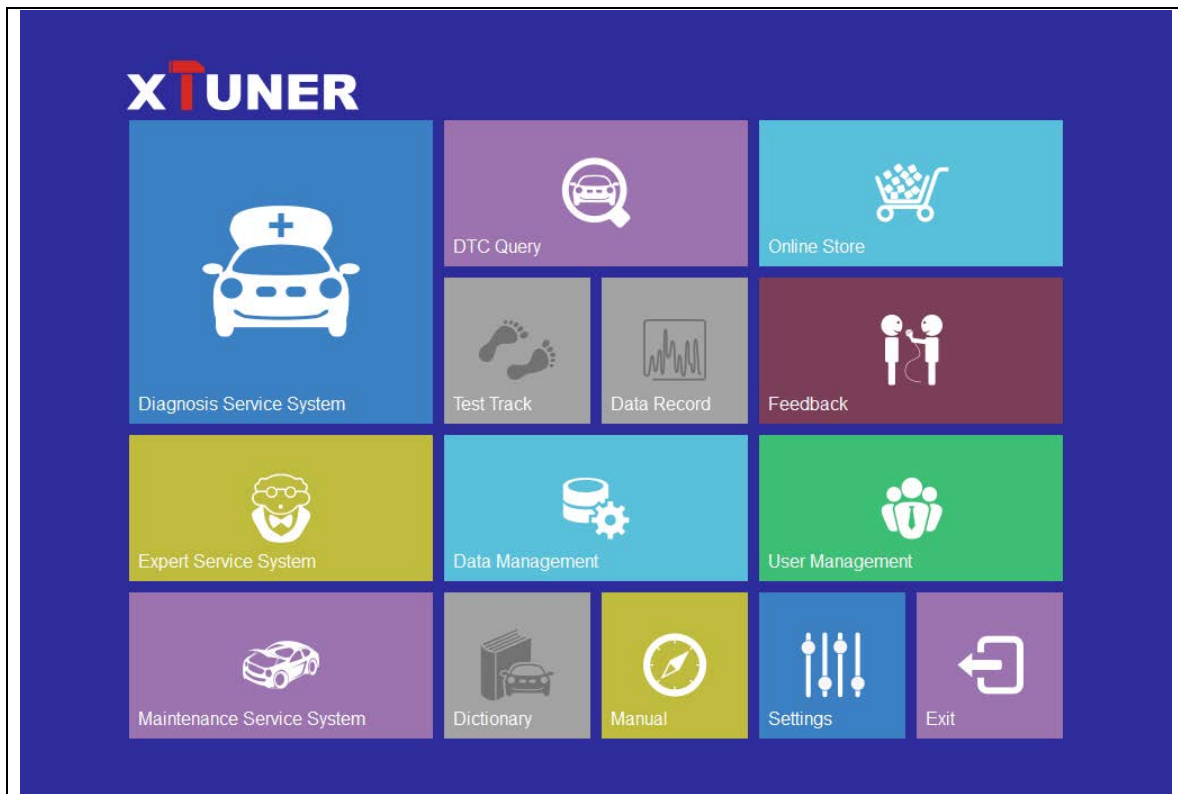 XTUNER
DTC Query
Online Store
Diagnosis Service System
Test Track
Data Record
Feedback
Expert Service System
Data Management
User Management
Maintenance Service System
Dictionary
Manual
Settings
Exit